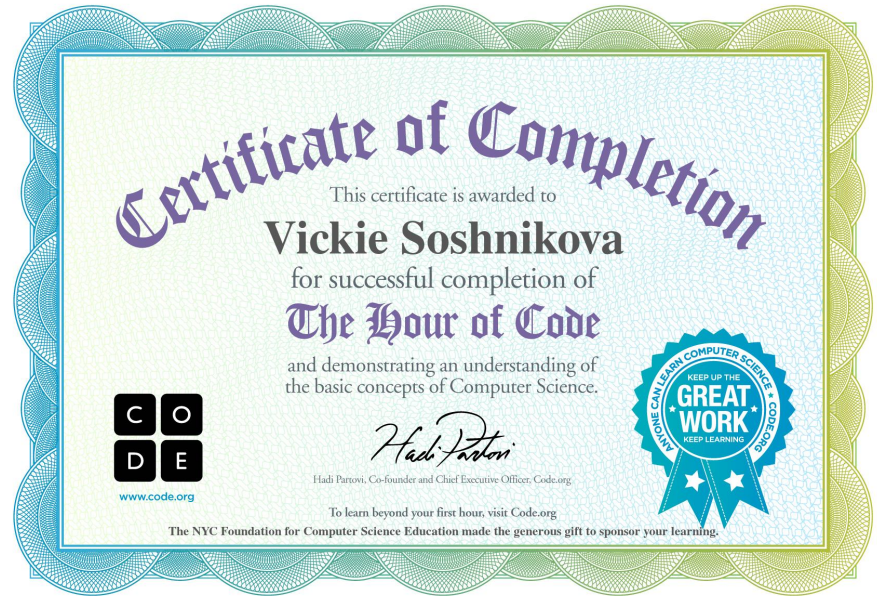 Certificate of Completion
This certificate is awarded to
Vickie Soshnikova
for successful completion of
The Hour of Code
and demonstrating an understanding of
the basic concepts of Computer Science.
C O
D E
www.code.org
Hadi Partovi
Hadi Partovi, Co-founder and Chief Executive Officer, Code.org
ANYONE CAN LEARN COMPUTER SCIENCE * CODE.ORG
KEEP UP THE
GREAT
WORK
KEEP LEARNING
To learn beyond your first hour, visit Code.org
The NYC Foundation for Computer Science Education made the generous gift to sponsor your learning.